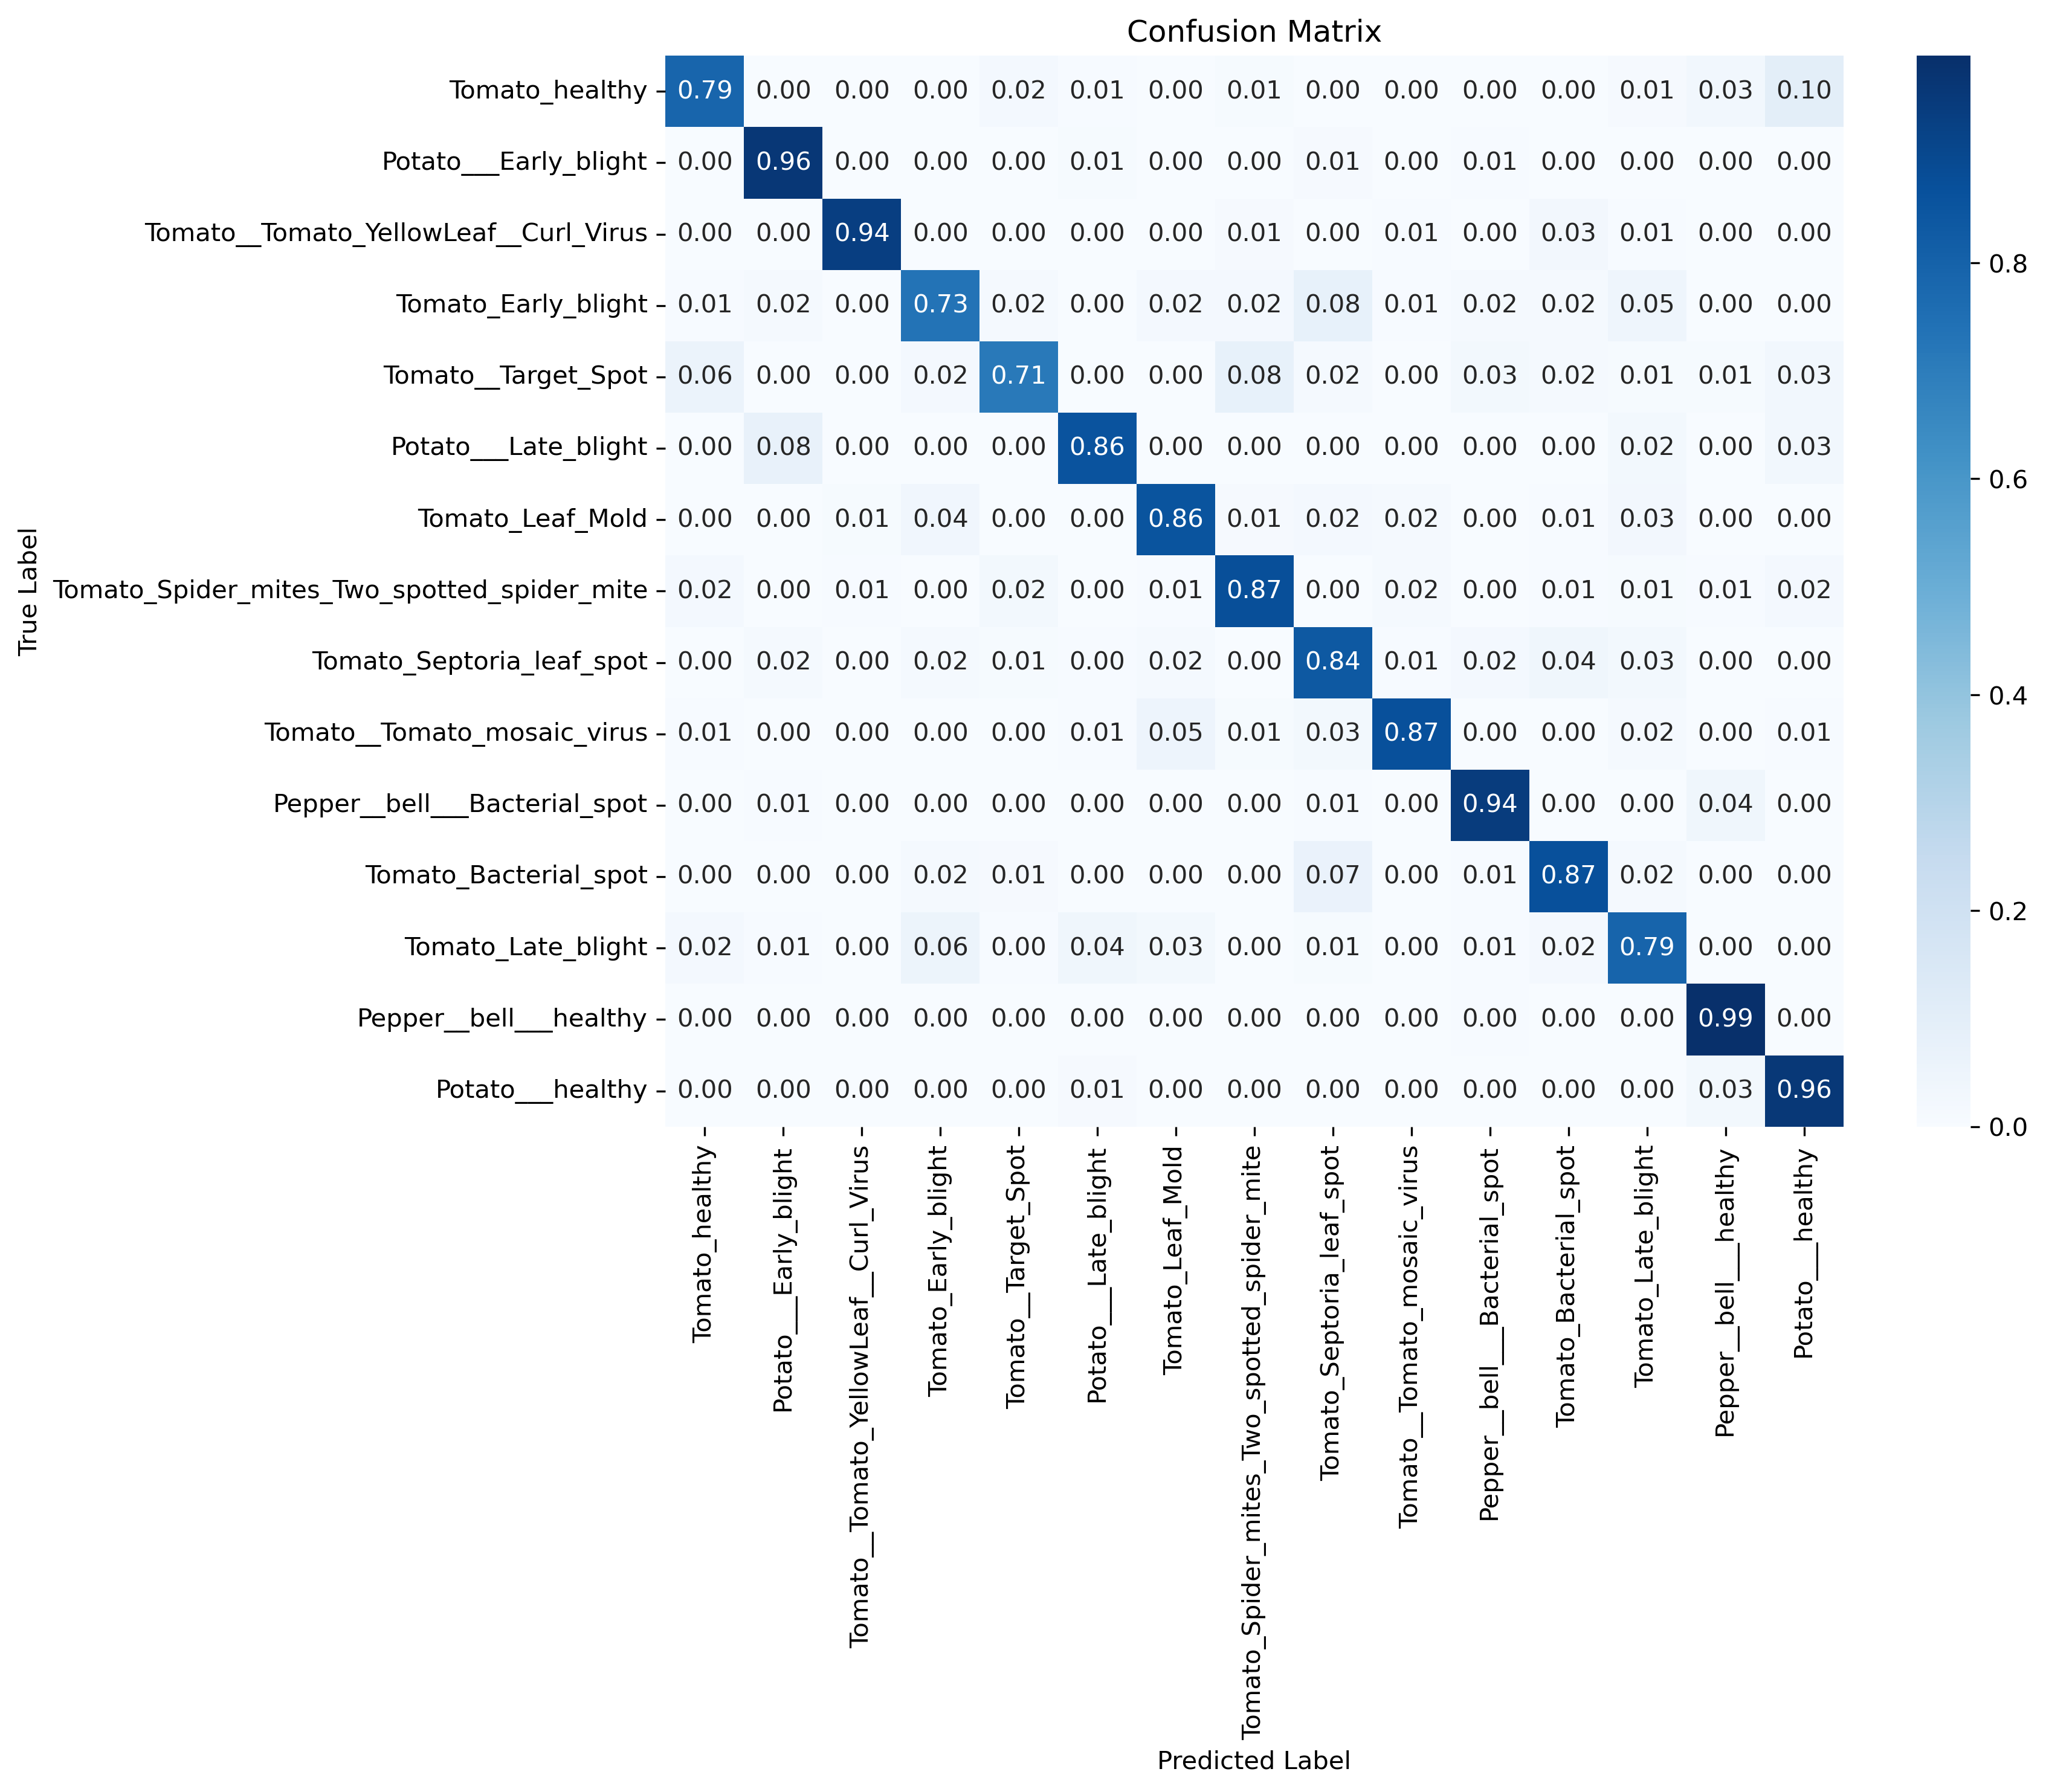 Confusion Matrix
Tomato_healthy 0.79 0.00 0.00 0.00 0.02 0.01 0.00 0.01 0.00 0.00 0.00 0.00 0.01 0.03 0.10
Potato___Early_blight 0.00 0.96 0.00 0.00 0.00 0.01 0.00 0.00 0.01 0.00 0.01 0.00 0.00 0.00 0.00
Tomato__Tomato_YellowLeaf__Curl_Virus 0.00 0.00 0.94 0.00 0.00 0.00 0.00 0.01 0.00 0.01 0.00 0.03 0.01 0.00 0.00
0.8
Tomato_Early_blight 0.01 0.02 0.00 0.73 0.02 0.00 0.02 0.02 0.08 0.01 0.02 0.02 0.05 0.00 0.00
Tomato__Target_Spot 0.06 0.00 0.00 0.02 0.71 0.00 0.00 0.08 0.02 0.00 0.03 0.02 0.01 0.01 0.03
Potato___Late_blight 0.00 0.08 0.00 0.00 0.00 0.86 0.00 0.00 0.00 0.00 0.00 0.00 0.02 0.00 0.03
0.6
Tomato_Leaf_Mold 0.00 0.00 0.01 0.04 0.00 0.00 0.86 0.01 0.02 0.02 0.00 0.01 0.03 0.00 0.00
True Label
Tomato_Spider_mites_Two_spotted_spider_mite 0.02 0.00 0.01 0.00 0.02 0.00 0.01 0.87 0.00 0.02 0.00 0.01 0.01 0.01 0.02
Tomato_Septoria_leaf_spot 0.00 0.02 0.00 0.02 0.01 0.00 0.02 0.00 0.84 0.01 0.02 0.04 0.03 0.00 0.00
0.4
Tomato__Tomato_mosaic_virus 0.01 0.00 0.00 0.00 0.00 0.01 0.05 0.01 0.03 0.87 0.00 0.00 0.02 0.00 0.01
Pepper__bell___Bacterial_spot 0.00 0.01 0.00 0.00 0.00 0.00 0.00 0.00 0.01 0.00 0.94 0.00 0.00 0.04 0.00
Tomato_Bacterial_spot 0.00 0.00 0.00 0.02 0.01 0.00 0.00 0.00 0.07 0.00 0.01 0.87 0.02 0.00 0.00
0.2
Tomato_Late_blight 0.02 0.01 0.00 0.06 0.00 0.04 0.03 0.00 0.01 0.00 0.01 0.02 0.79 0.00 0.00
Pepper__bell___healthy 0.00 0.00 0.00 0.00 0.00 0.00 0.00 0.00 0.00 0.00 0.00 0.00 0.00 0.99 0.00
Potato___healthy 0.00 0.00 0.00 0.00 0.00 0.01 0.00 0.00 0.00 0.00 0.00 0.00 0.00 0.03 0.96
0.0
Tomato_healthy
Potato___Early_blight
Tomato__Tomato_YellowLeaf__Curl_Virus
Tomato_Early_blight
Tomato__Target_Spot
Potato___Late_blight
Tomato_Leaf_Mold
Tomato_Spider_mites_Two_spotted_spider_mite
Tomato_Septoria_leaf_spot
Tomato__Tomato_mosaic_virus
Pepper__bell___Bacterial_spot
Tomato_Bacterial_spot
Tomato_Late_blight
Pepper__bell___healthy
Potato___healthy
Predicted Label